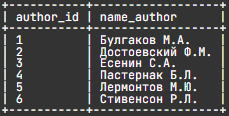 +-----------+------------------+
| author_id | name_author      |
+-----------+------------------+
| 1         | Булгаков М.А.    |
| 2         | Достоевский Ф.М. |
| 3         | Есенин С.А.      |
| 4         | Пастернак Б.Л.   |
| 5         | Лермонтов М.Ю.   |
| 6         | Стивенсон Р.Л.   |
+-----------+------------------+